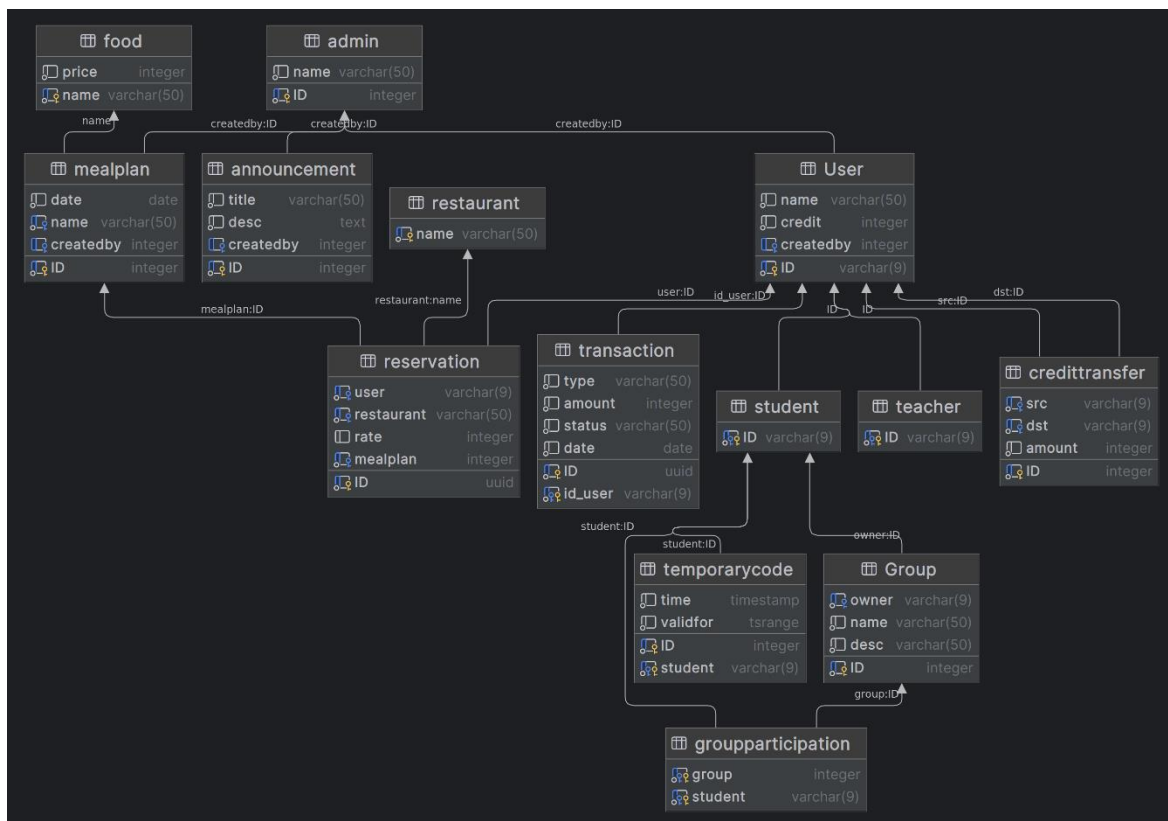 food
price integer
name varchar(50)
admin
name varchar(50)
ID integer
name
createdby:ID
createdby:ID
createdby:ID
mealplan
date date
name varchar(50)
createdby integer
ID integer
announcement
title varchar(50)
desc text
createdby integer
ID integer
restaurant
name varchar(50)
User
name varchar(50)
credit integer
createdby integer
ID varchar(9)
mealplan:ID
restaurant:name
user:ID
id_user:ID
ID
ID
src:ID
dst:ID
reservation
user varchar(9)
restaurant varchar(50)
rate integer
mealplan integer
ID uuid
transaction
type varchar(50)
amount integer
status varchar(50)
date date
ID uuid
id_user varchar(9)
student
ID varchar(9)
teacher
ID varchar(9)
credittransfer
src varchar(9)
dst varchar(9)
amount integer
ID integer
student:ID
student:ID
owner:ID
temporarycode
time timestamp
validfor tsrange
ID integer
student varchar(9)
Group
owner varchar(9)
name varchar(50)
desc varchar(50)
ID integer
group:ID
groupparticipation
group integer
student varchar(9)